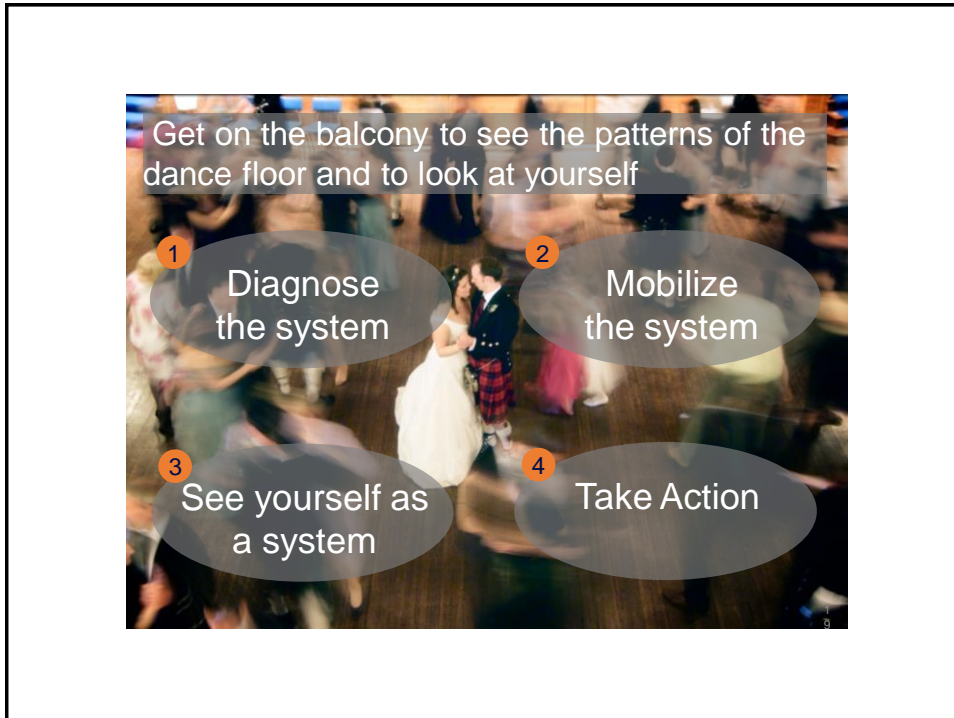 Get on the balcony to see the patterns of the
dance floor and to look at yourself
1
Diagnose
the system
2
Mobilize
the system
3
See yourself as
a system
4
Take Action